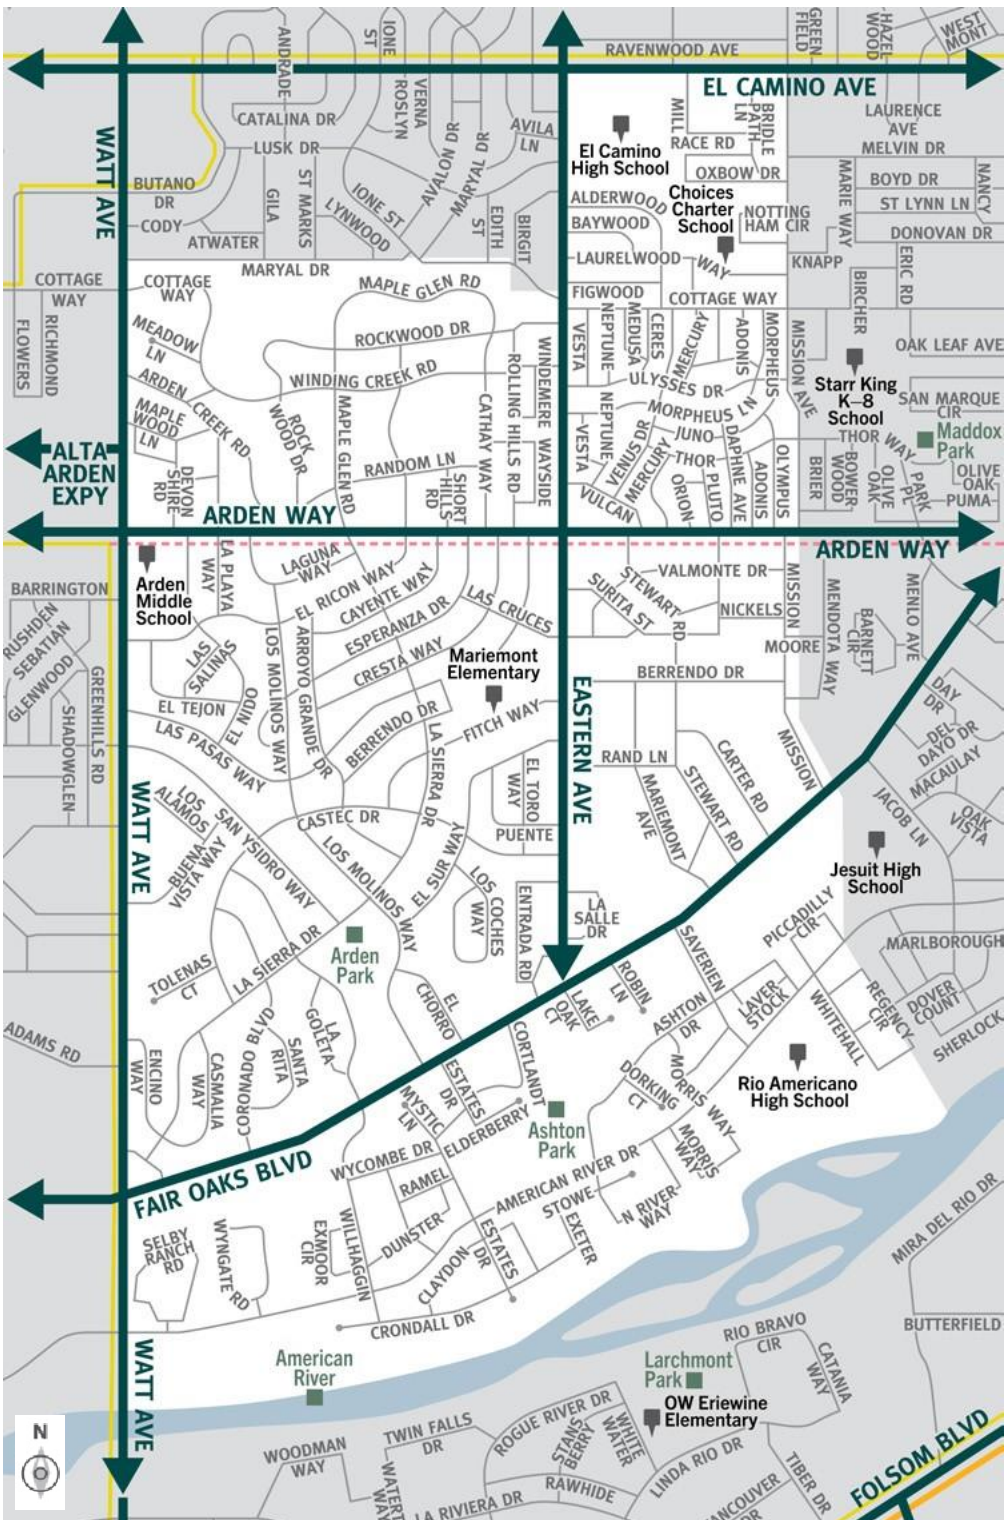 ANDRADE
IONE
ST
RAVENWOOD AVE
GREEN
FIELD
HAZEL
WOOD
WEST
MONT
EL CAMINO AVE
WATT AVE
CATALINA DR
LUSK DR
ROSLYN
VERNA
AVALON DR
MARYAL DR
AVILA
LN
El Camino
High School
MILL
RACE RD
BRIDLE
PATH
LN
OXBOW DR
LAURENCE
AVE
MELVIN DR
BUTANO
DR
CODY
ATWATER
GILA
ST MARKS
LYNWOOD
IONE ST
EDITH
ST
BIRGIT
ALDERWOOD
BAYWOOD
LAURELWOOD
WAY
Choices
Charter
School
NOTTING
HAM CIR
MARIE WAY
BOYD DR
ST LYNN LN
NANCY
DONOVAN DR
KNAPP
ERIC RD
BIRCHER
MARYAL DR
COTTAGE
WAY
COTTAGE
WAY
FLOWERS
RICHMOND
MAPLE GLEN RD
FIGWOOD
COTTAGE WAY
MEADOW
LN
ROCKWOOD DR
WINDING CREEK RD
ARDEN
CREEK RD
MAPLE
WOOD
LN
ROCK
WOOD DR
MAPLE GLEN RD
CATHAY WAY
ROLLING HILLS RD
WINDEMERE
WAYSIDE
VESTA
NEPTUNE
MEDUSA
CERES
MERCURY
ADONIS
MORPHEUS
MISSION AVE
OAK LEAF AVE
ULYSSES DR
MORPHEUS LN
Starr King
K–8
School
SAN MARQUE
CIR
Maddox
Park
NEPTUNE
VESTA
VENUS DR
MERCURY
JUNO
THOR
DAPHNE AVE
ORION
PLUTO
ADONIS
OLYMPUS
VULCAN
THOR
WAY
BRIER
BOWER
WOOD
OLIVE
OAK
PARK
PL
OLIVE
OAK
PUMA
ALTA
ARDEN
EXPY
DEVON
SHIRE
RD
RANDOM LN
SHORT
HILLS
RD
ARDEN WAY
ARDEN WAY
Arden
Middle
School
LA PLAYA
WAY
LAGUNA
WAY
EL RICON WAY
CAYENTE WAY
ESPERANZA DR
CRESTA WAY
LAS CRUCES
STEWART
RD
SURITA ST
VALMONTE DR
NICKELS
MISSION
MOORE
MENDOTA WAY
BARNETT
CIR
MENLO AVE
BARRINGTON
RUSHDEN
SEBATIAN
GLENWOOD
SHADOWGLEN
GREENHILLS RD
LAS
SALINAS
EL TEJON
EL NIDO
LAS PASAS WAY
LOS MOLINOS WAY
ARROYO GRANDE DR
BERRENDO DR
Mariemont
Elementary
FITCH WAY
LA SIERRA DR
EL TORO
WAY
PUENTE
EASTERN AVE
BERRENDO DR
RAND LN
MARIEMONT
AVE
STEWART RD
CARTER RD
MISSION
DAY
DR
DEL
DAYO DR
MACAULAY
OAK
VISTA
JACOB LN
WATT AVE
LOS
ALAMOS
BUENA
VISTA WAY
SAN YSIDRO WAY
CASTEC DR
LOS MOLINOS WAY
EL SUR WAY
LOS
COCHES
WAY
ENTRADA RD
LA
SALLE
DR
Jesuit High
School
PICCADILLY
CIR
MARLBOROUGH
TOLENAS
CT
LA SIERRA DR
Arden
Park
EL
CHORRO
LAKE
OAK
CT
ROBIN
LN
SAVERIEN
ASHTON
DR
LAVER
STOCK
WHITEHALL
REGENCY
CIR
DOVER
COUNT
SHERLOCK
ADAMS RD
ENCINO
WAY
CASMALIA
WAY
CORONADO BLVD
SANTA
RITA
LA
GOLETA
MYSTIC
LN
ESTATES
DR
CORTLANDT
ELDERBERRY
Ashton
Park
DORKING
CT
MORRIS WAY
MORRIS
WAY
Rio Americano
High School
FAIR OAKS BLVD
WYCOMBE DR
RAMEL
DUNSTER
AMERICAN RIVER DR
STOWE
EXETER
N RIVER
WAY
SELBY
RANCH
RD
WYNGATE RD
EXMOOR
CIR
WILLHAGGIN
CLAYDON
ESTATES
DR
CRONDALL DR
MIRA DEL RIO DR
BUTTERFIELD
WATT AVE
American
River
Larchmont
Park
RIO BRAVO
CIR
CATANIA
WAY
OW Eriewine
Elementary
N
WOODMAN
WAY
TWIN FALLS
DR
WATERT
WAY
ROGUE RIVER DR
STANS
BERRY
WHITE
WATER
RAWHIDE
LA RIVIERA DR
LINDA RIO DR
VANCOUVER
DR
TIBER DR
FOLSOM BLVD